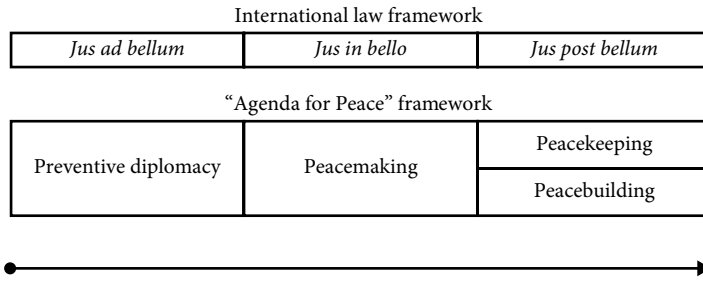 International law framework
Jus ad bellum Jus in bello Jus post bellum
“Agenda for Peace” framework
Preventive diplomacy Peacemaking Peacekeeping
Peacebuilding